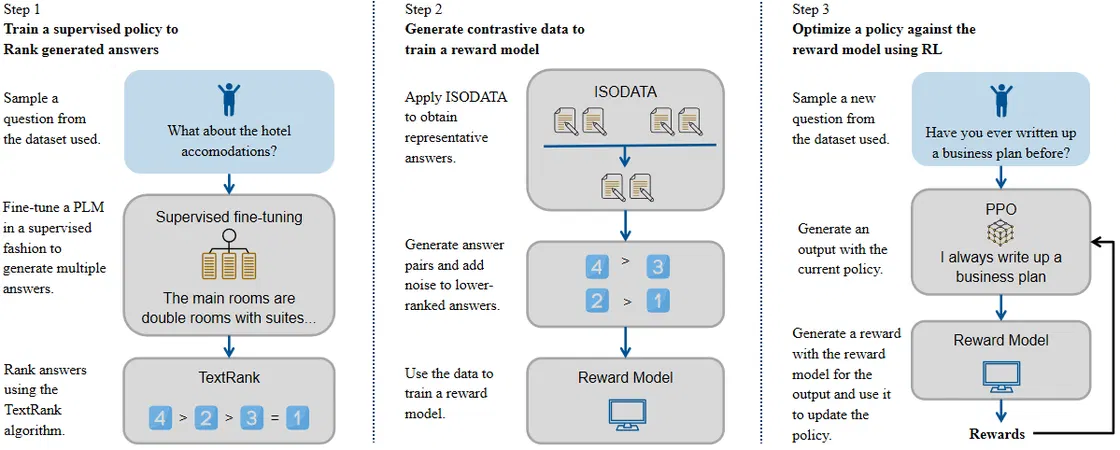 Step 1
Train a supervised policy to
Rank generated answers
Sample a
question from
the dataset used.
What about the hotel
accomodations?
Fine-tune a PLM
in a supervised
fashion to
generate multiple
answers.
Supervised fine-tuning
The main rooms are
double rooms with suites...
Rank answers
using the
TextRank
algorithm.
TextRank
4 > 2 > 3 = 1
Step 2
Generate contrastive data to
train a reward model
Apply ISODATA
to obtain
representative
answers.
ISODATA
Generate answer
pairs and add
noise to lower-
ranked answers.
4 > 3
2 > 1
Use the data to
train a reward
model.
Reward Model
Step 3
Optimize a policy against the
reward model using RL
Sample a new
question from
the dataset used.
Have you ever written up
a business plan before?
Generate an
output with the
current policy.
PPO
I always write up a
business plan
Generate a reward
with the reward
model for the
output and use it
to update the
policy.
Reward Model
Rewards